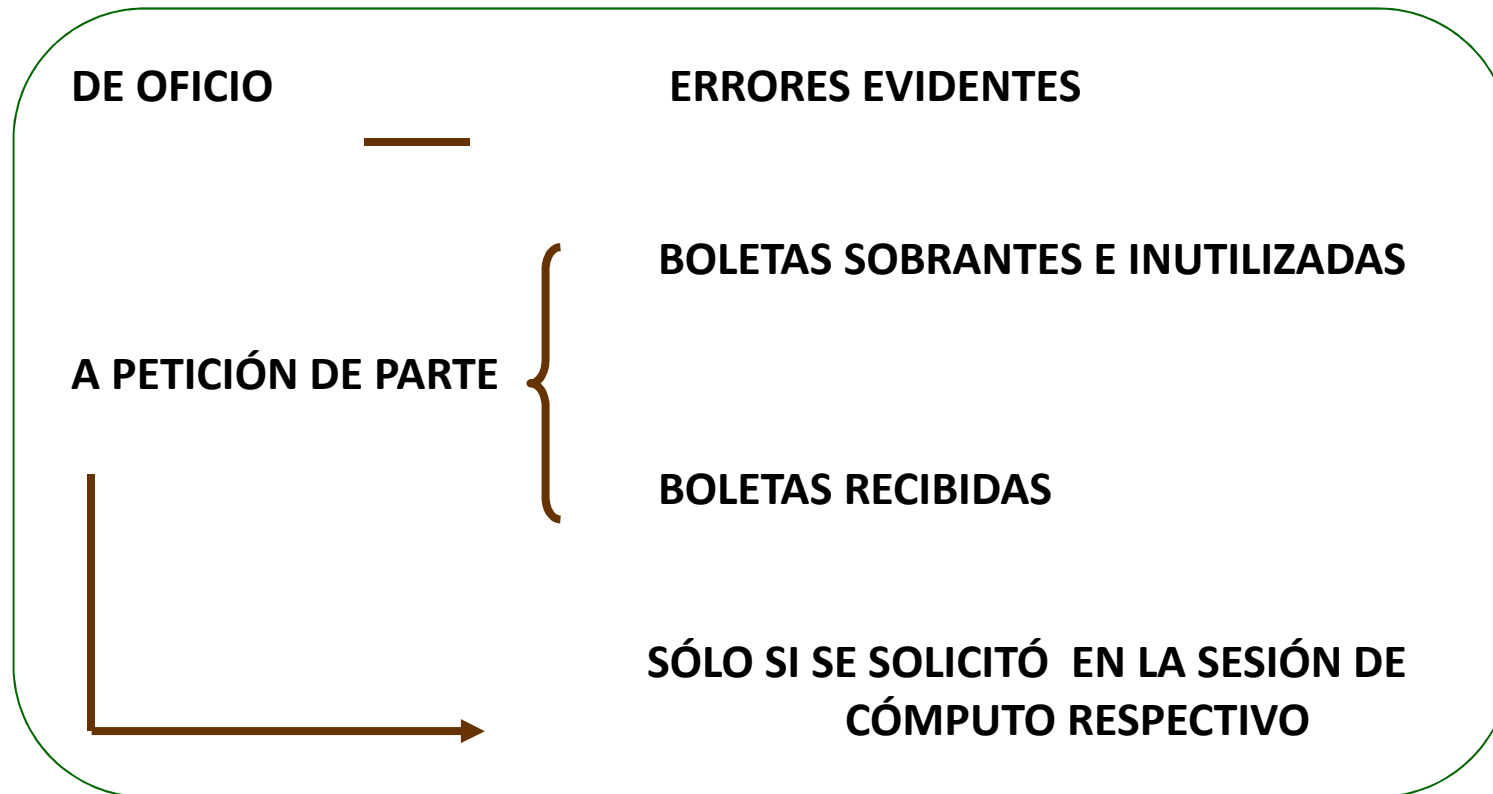 DE OFICIO
ERRORES EVIDENTES
BOLETAS SOBRANTES E INUTILIZADAS
A PETICIÓN DE PARTE
BOLETAS RECIBIDAS
SÓLO SI SE SOLICITÓ EN LA SESIÓN DE
CÓMPUTO RESPECTIVO